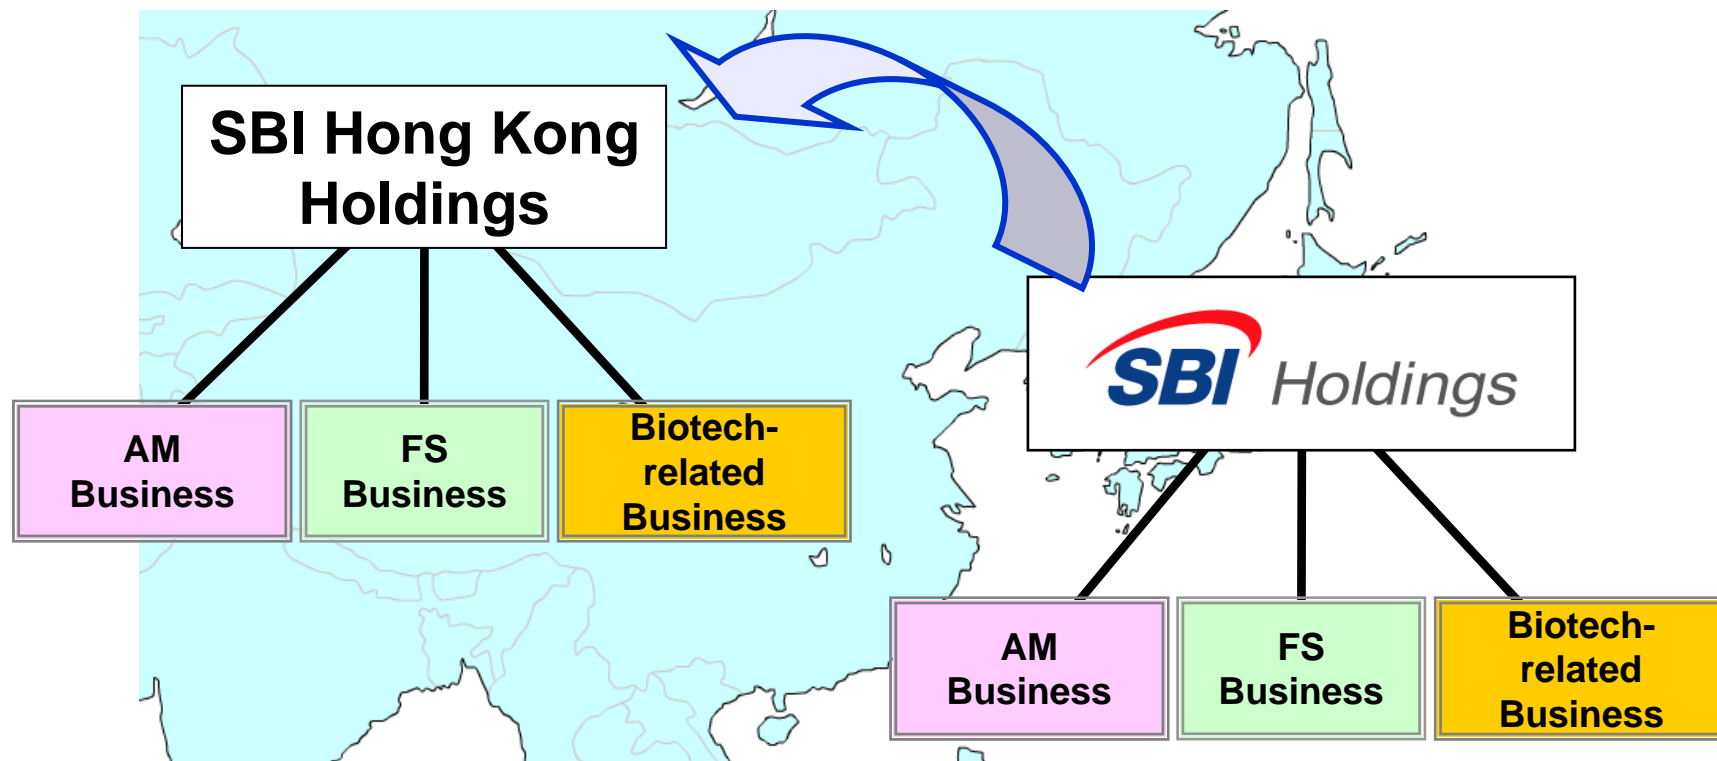 SBI Hong Kong
Holdings
AM
Business
FS
Business
Biotech-
related
Business
SBI Holdings
AM
Business
FS
Business
Biotech-
related
Business